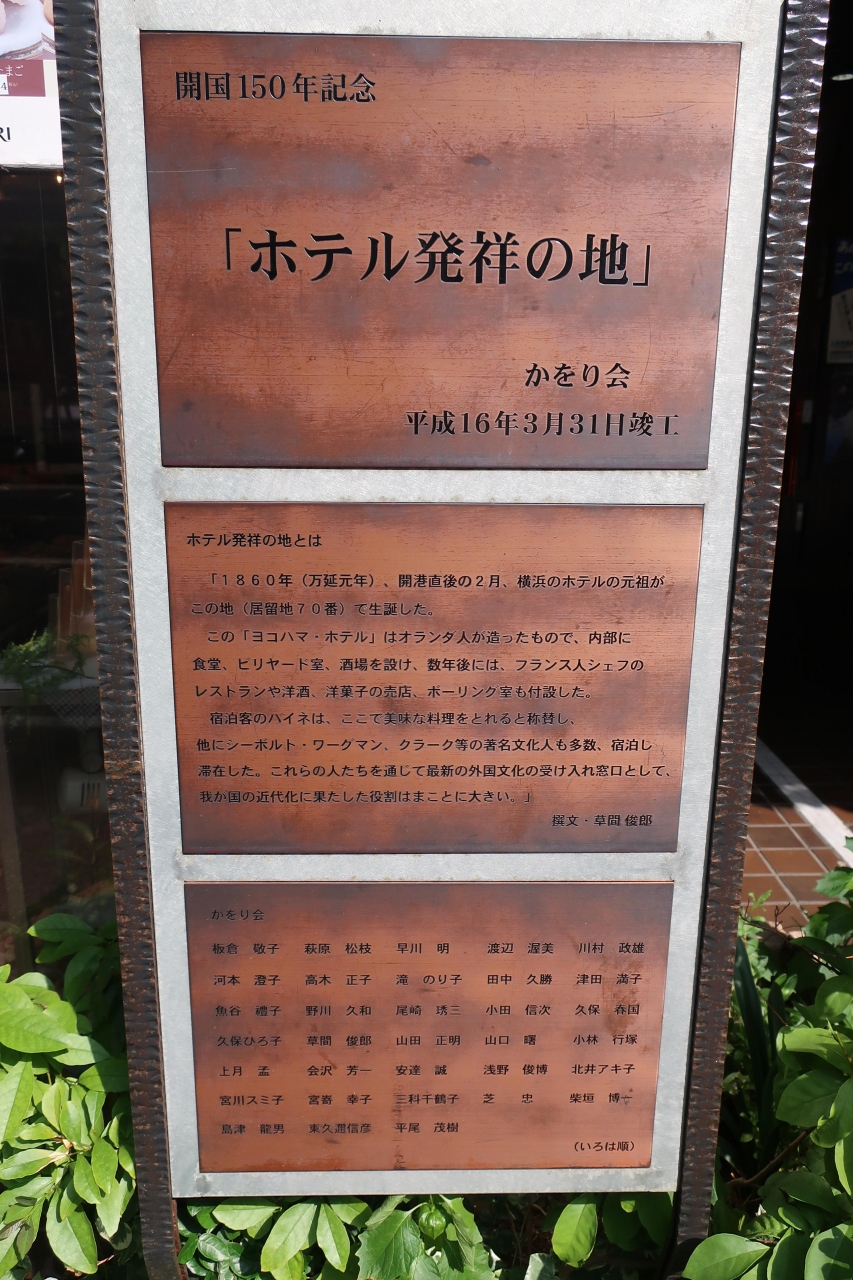 たまご
RI
開国150年記念
「ホテル発祥の地」
かをり会
平成16年3月31日竣工
ホテル発祥の地とは
「1860年（万延元年）、開港直後の2月、横浜のホテルの元祖が
この地（居留地70番）で生誕した。
この「ヨコハマ・ホテル」はオランダ人が造ったもので、内部に
食堂、ビリヤード室、酒場を設け、数年後には、フランス人シェフの
レストランや洋酒、洋菓子の売店、ボーリング室も付設した。
宿泊客のハイネは、ここで美味な料理をとれると称賛し、
他にシーボルト・ワーグマン、クラーク等の著名文化人も多数、宿泊し
滞在した。これらの人たちを通じて最新の外国文化の受け入れ窓口として、
我か国の近代化に果たした役割はまことに大きい。」
撰文・草間 俊郎
かをり会
板倉 敬子 萩原 松枝 早川 明 渡辺 渥美 川村 政雄
河本 澄子 高木 正子 滝 のり子 田中 久勝 津田 満子
魚谷 禮子 野川 久和 尾崎 琇三 小田 信次 久保 春国
久保ひろ子 草間 俊郎 山田 正明 山口 曙 小林 行塚
上月 孟 会沢 芳一 安達 誠 浅野 俊博 北井アキ子
宮川スミ子 宮嵜 幸子 三科千鶴子 芝 忠 柴垣 博一
島津 龍男 東久邇信彦 平尾 茂樹
（いろは順）